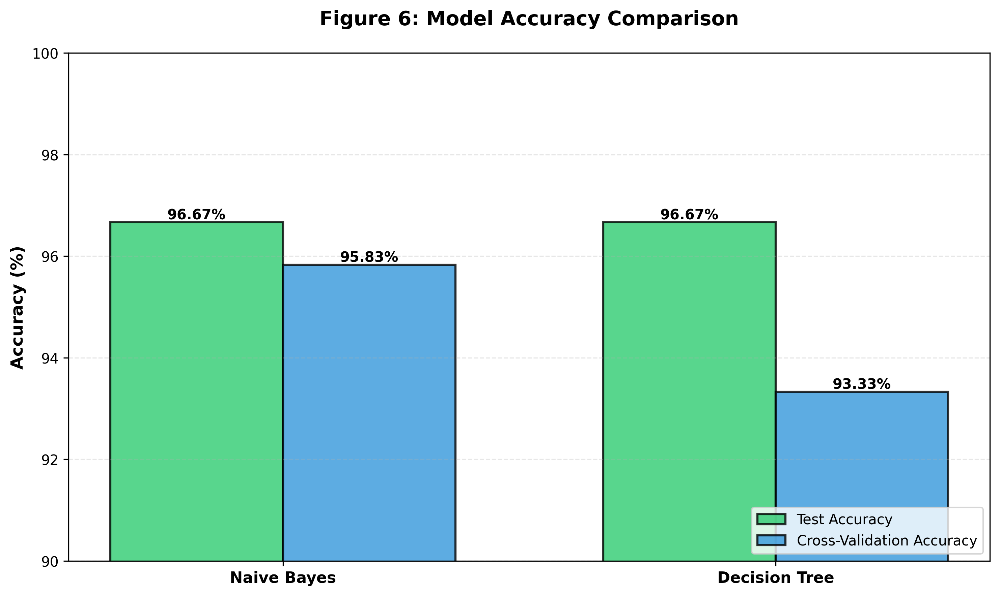 Figure 6: Model Accuracy Comparison
100
98
96
94
92
90
Accuracy (%)
96.67%
95.83%
96.67%
93.33%
Naive Bayes
Decision Tree
Test Accuracy
Cross-Validation Accuracy